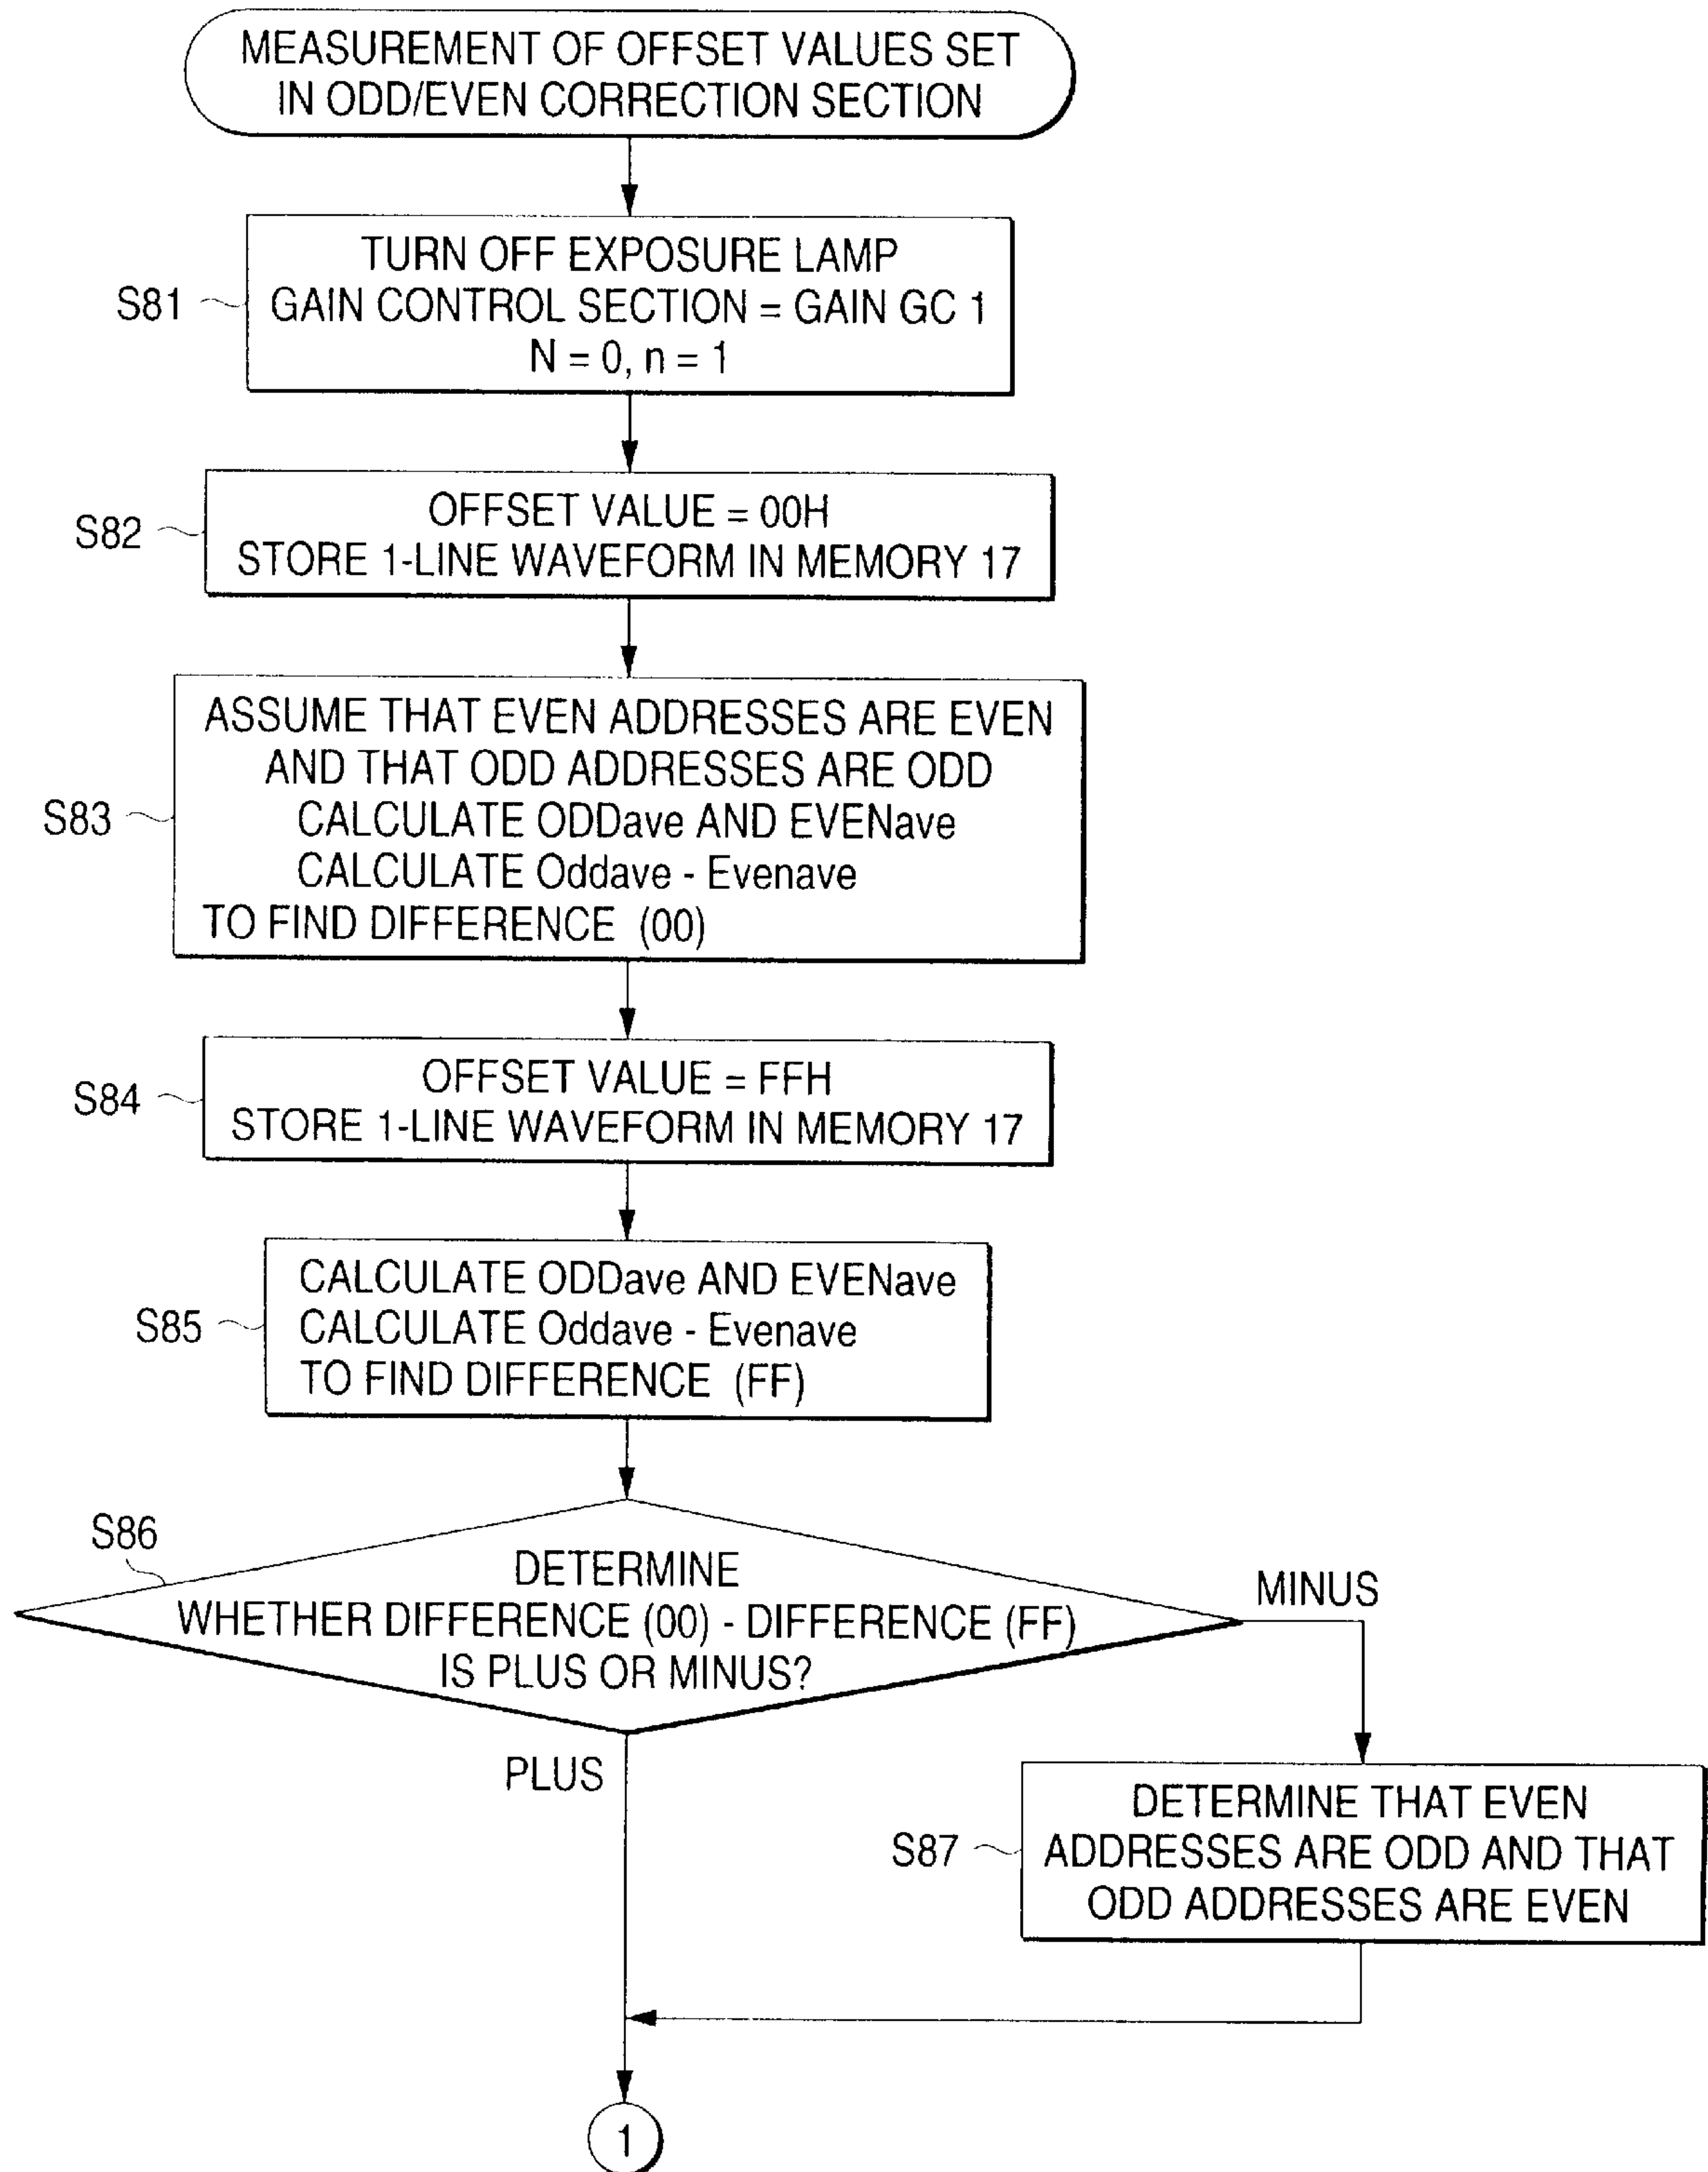 MEASUREMENT OF OFFSET VALUES SET
IN ODD/EVEN CORRECTION SECTION
S81
TURN OFF EXPOSURE LAMP
GAIN CONTROL SECTION = GAIN GC 1
N = 0, n = 1
S82
OFFSET VALUE = 00H
STORE 1-LINE WAVEFORM IN MEMORY 17
S83
ASSUME THAT EVEN ADDRESSES ARE EVEN
AND THAT ODD ADDRESSES ARE ODD
CALCULATE ODDave AND EVENave
CALCULATE Oddave - Evenave
TO FIND DIFFERENCE (00)
S84
OFFSET VALUE = FFH
STORE 1-LINE WAVEFORM IN MEMORY 17
S85
CALCULATE ODDave AND EVENave
CALCULATE Oddave - Evenave
TO FIND DIFFERENCE (FF)
S86
DETERMINE
WHETHER DIFFERENCE (00) - DIFFERENCE (FF)
IS PLUS OR MINUS?
MINUS
PLUS
S87
DETERMINE THAT EVEN
ADDRESSES ARE ODD AND THAT
ODD ADDRESSES ARE EVEN
1